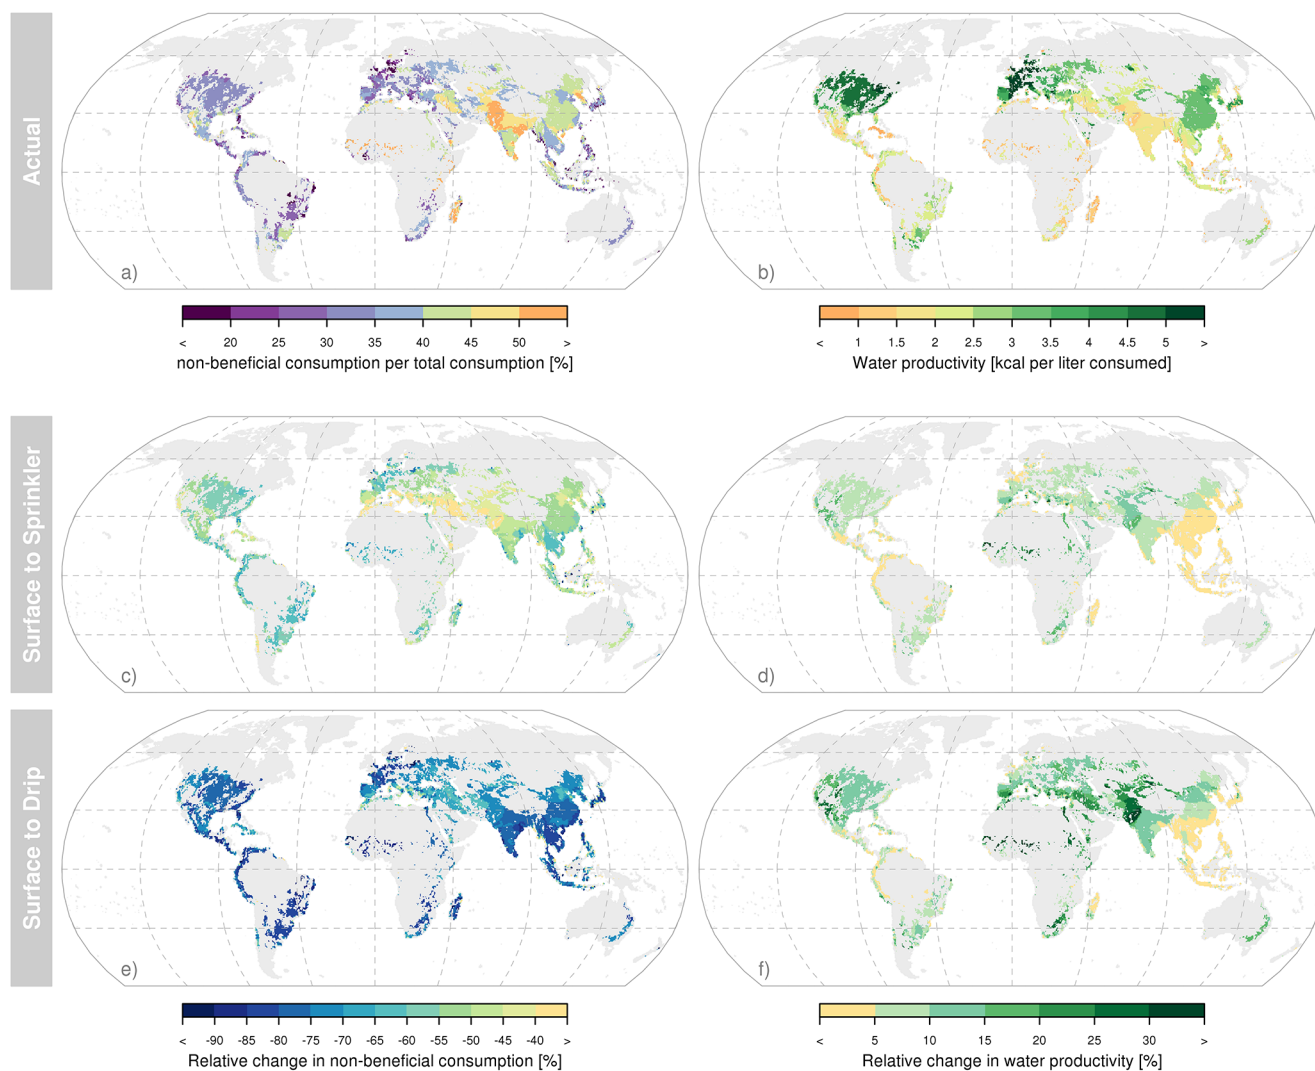 Actual
a)
b)
< 20 25 30 35 40 45 50 >
non-beneficial consumption per total consumption [%]
< 1 1.5 2 2.5 3 3.5 4 4.5 5 >
Water productivity [kcal per liter consumed]
Surface to Sprinkler
c)
d)
Surface to Drip
e)
f)
< -90 -85 -80 -75 -70 -65 -60 -55 -50 -45 -40 >
Relative change in non-beneficial consumption [%]
< 5 10 15 20 25 30 >
Relative change in water productivity [%]